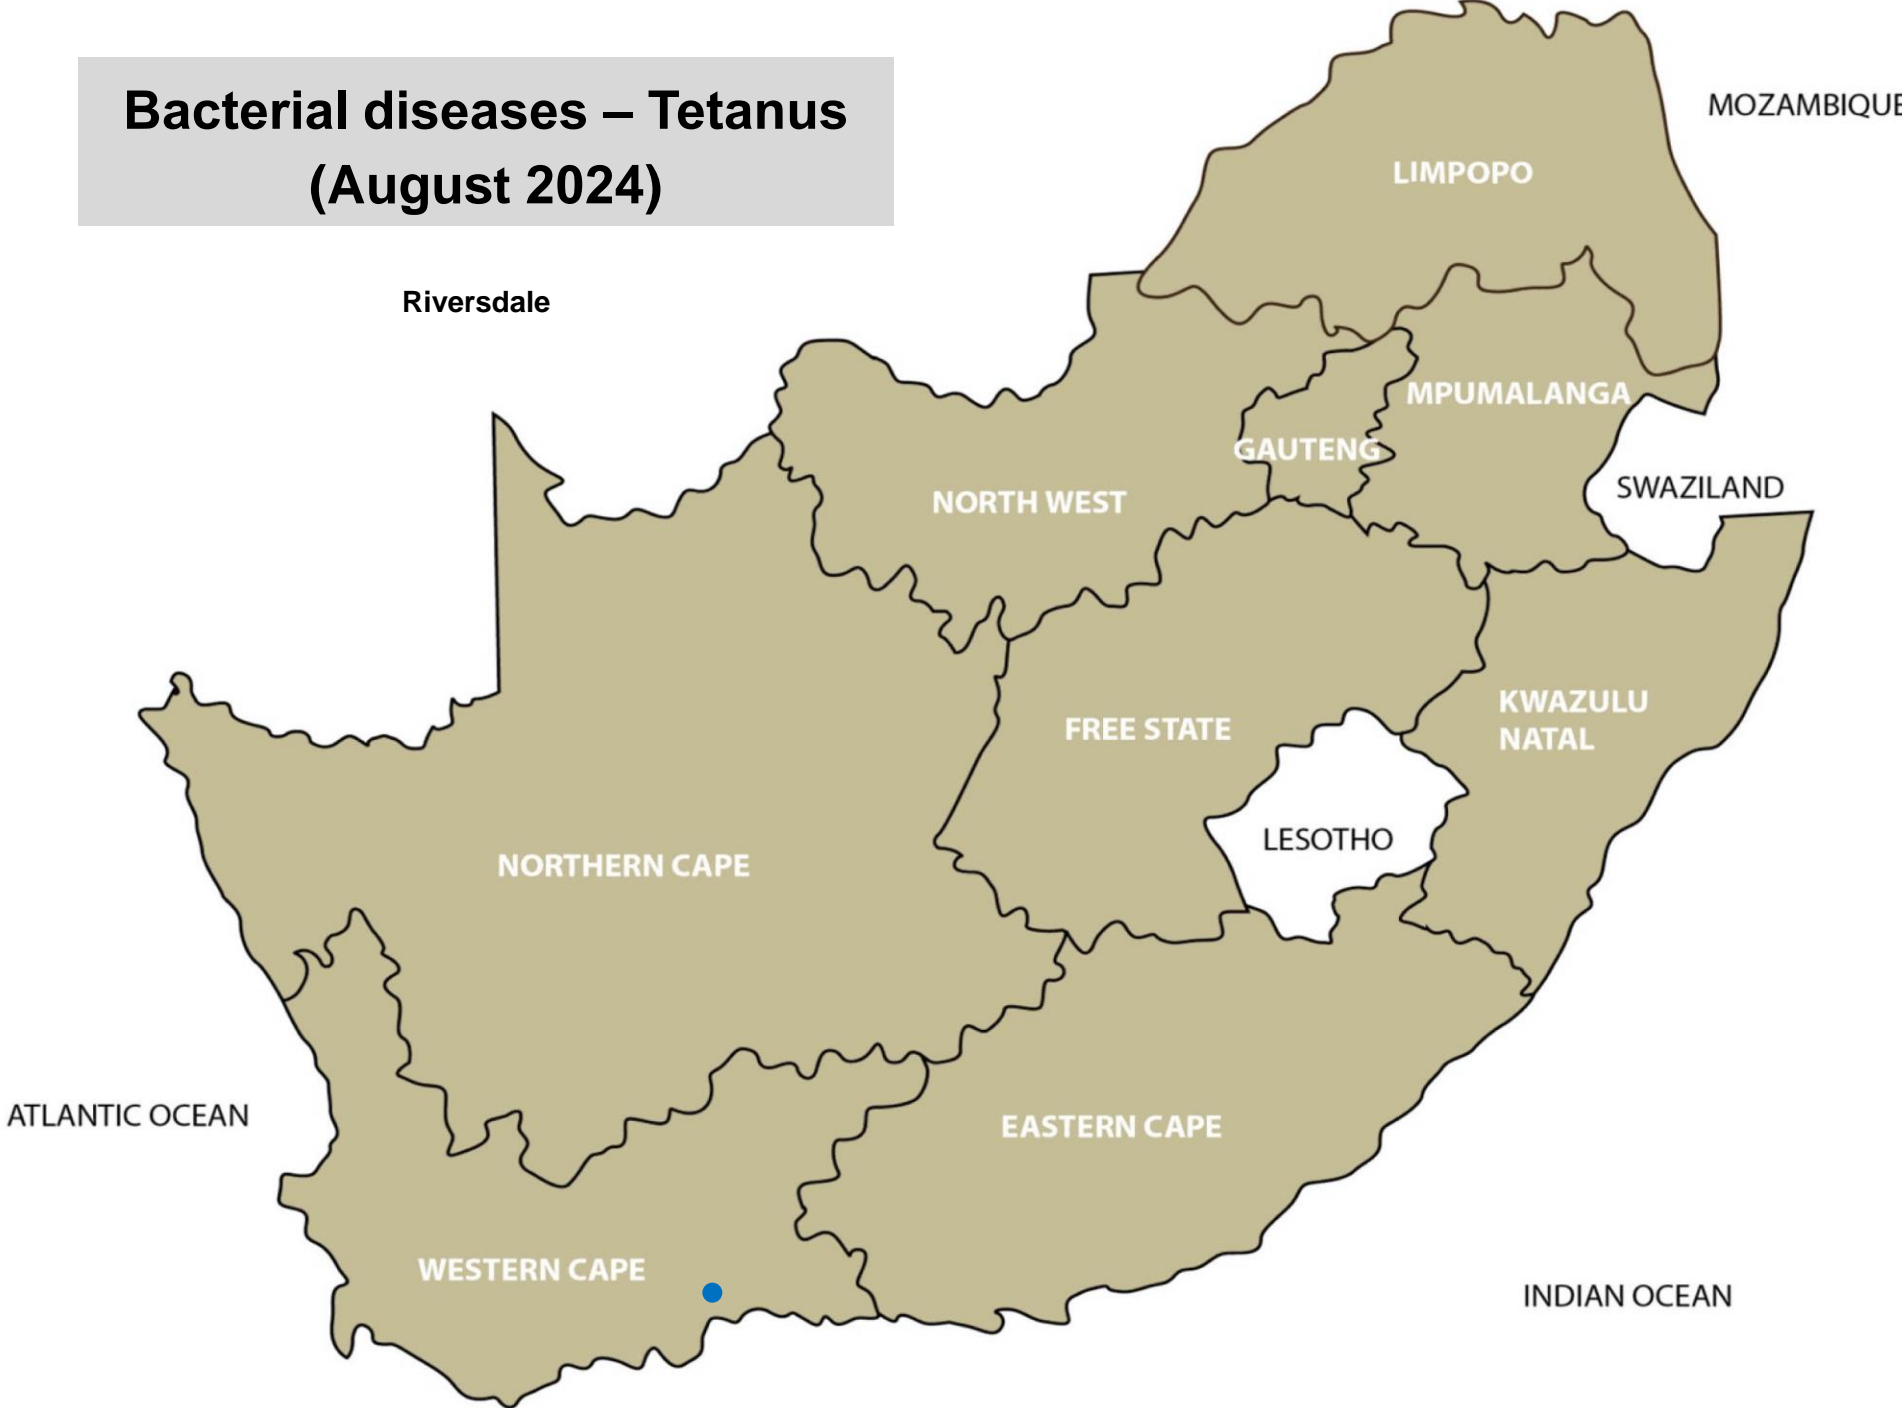 Bacterial diseases – Tetanus
(August 2024)
MOZAMBIQUE
LIMPOPO
Riversdale
MPUMALANGA
GAUTENG
SWAZILAND
NORTH WEST
KWAZULU
NATAL
FREE STATE
LESOTHO
NORTHERN CAPE
ATLANTIC OCEAN
EASTERN CAPE
WESTERN CAPE
INDIAN OCEAN